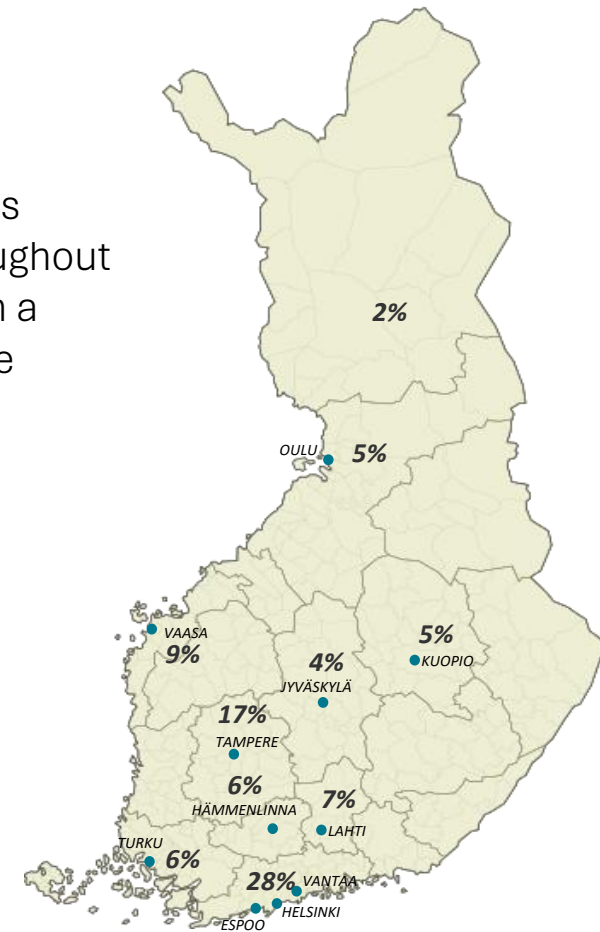 s
ughout
n a
e
2%
OULU
5%
VAASA
9%
5%
KUOPIO
4%
JYVÄSKYLÄ
17%
TAMPERE
6%
HÄMMENLINNA
7%
LAHTI
TURKU
6%
28%
VANTAA
HELSINKI
ESPOO